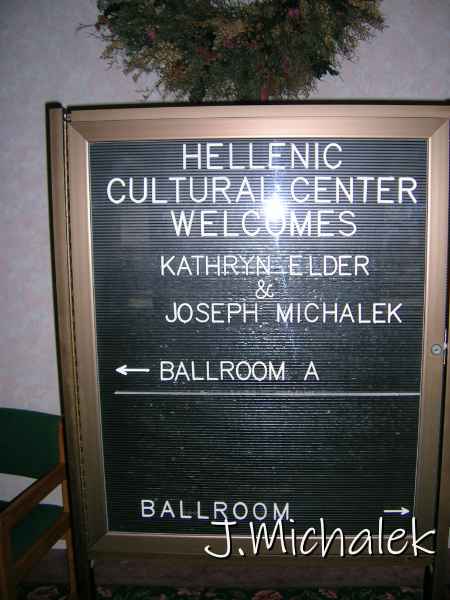 HELLENIC
CULTURAL CENTER
WELCOMES
KATHRYN ELDER
&
JOSEPH MICHALEK
← BALLROOM A
BALLROOM →
J.Michalek